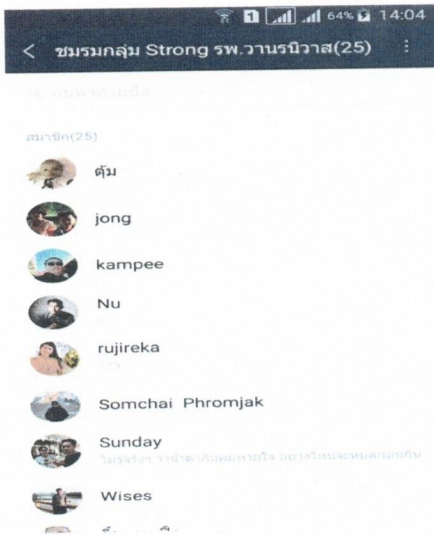 64% 14:04
< ชมรมกลุ่ม Strong รพ.วานรนิวาส(25)
สมาชิก(25)
ตุ้ม
jong
kampee
Nu
rujireka
Somchai Phromjak
Sunday
Wises